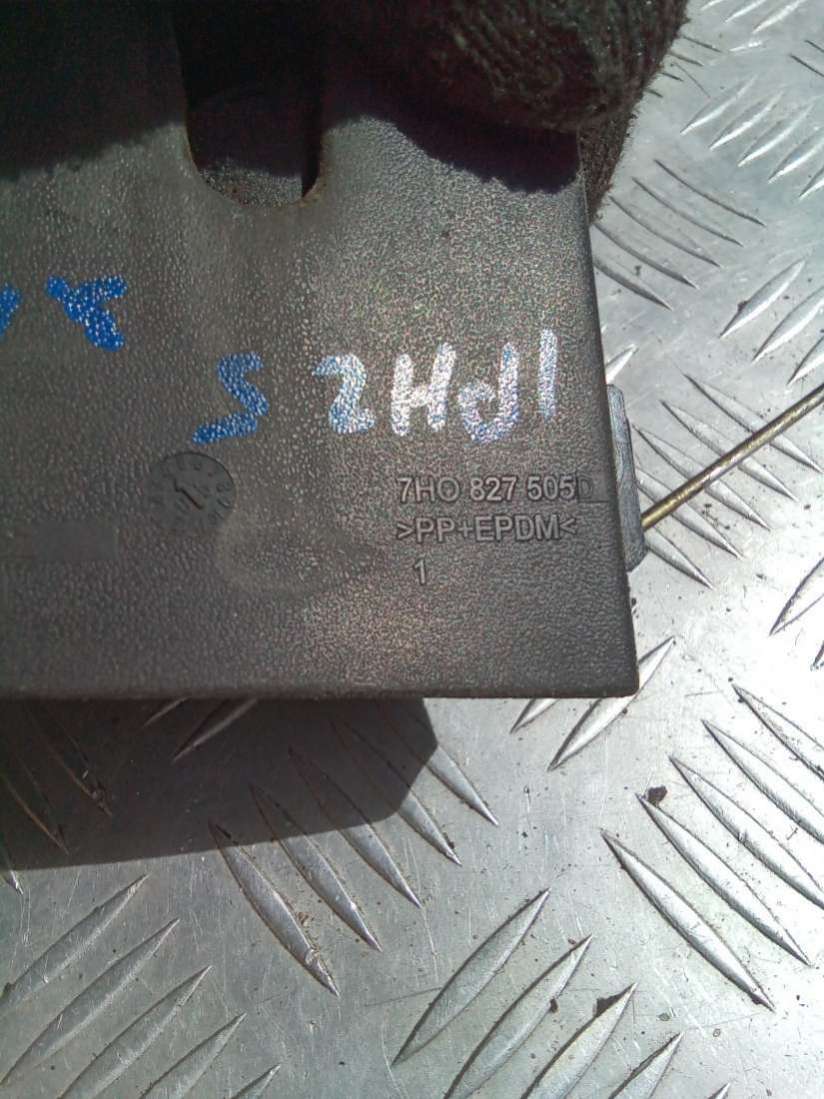 S 2HdI
7H0 827 505D
>PP+EPDM<
1